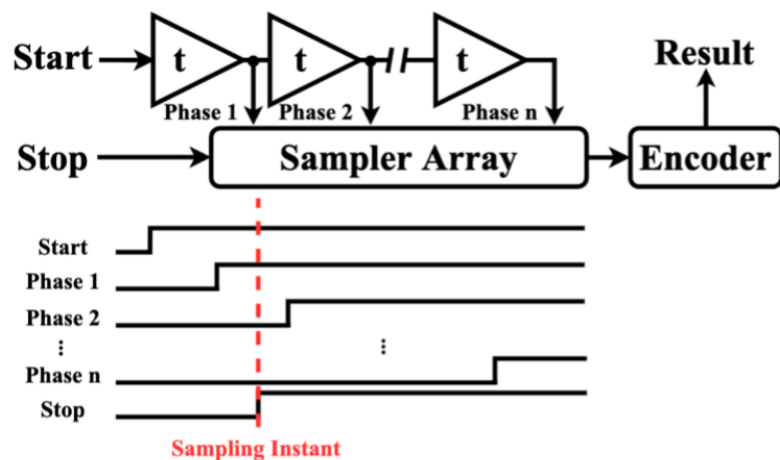 Start
t
t
t
Result
Phase 1
Phase 2
Phase n
Stop
Sampler Array
Encoder
Start
Phase 1
Phase 2
⋮
⋮
Phase n
Stop
Sampling Instant